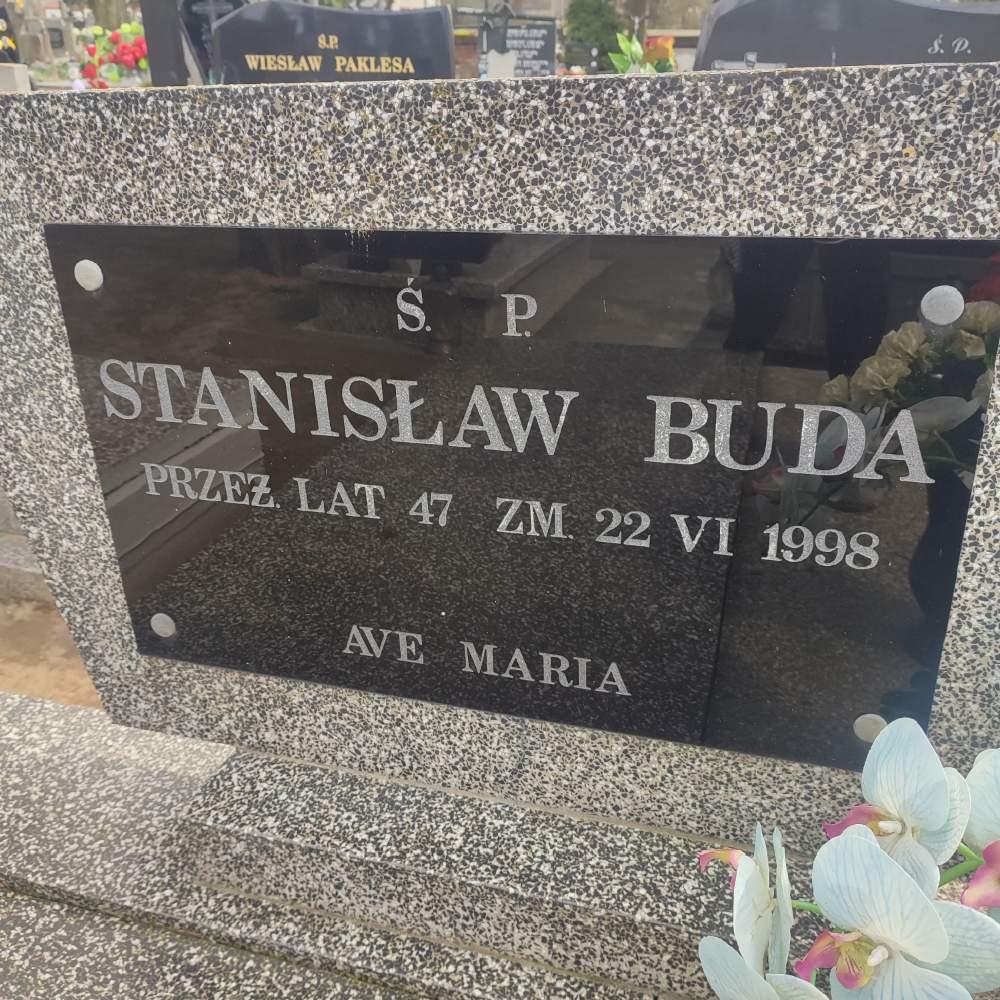 Ś.P.
WIESŁAW PAKLESA
Ś.P.
Ś. P.
STANISŁAW BUDA
PRZEŻ. LAT 47 ZM. 22 VI 1998
AVE MARIA